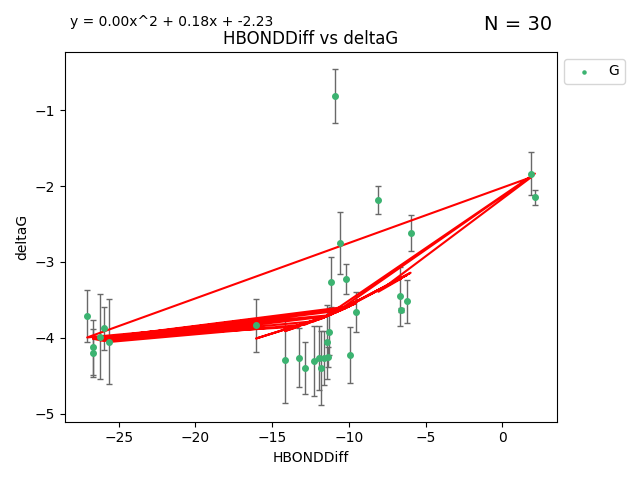 y = 0.00x^2 + 0.18x + -2.23
N = 30
HBONDDiff vs deltaG
G
−1
−2
−3
−4
−5
deltaG
−25
−20
−15
−10
−5
0
HBONDDiff